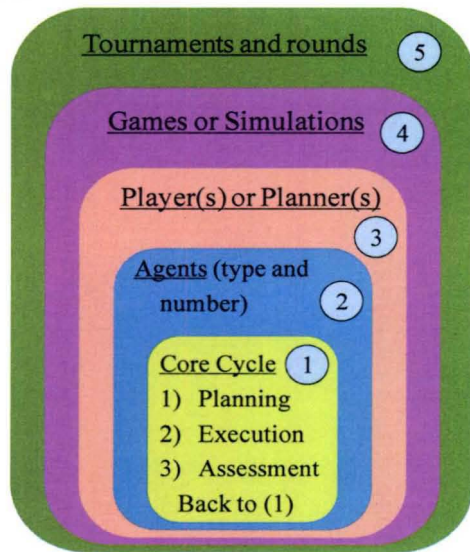 Tournaments and rounds 5
Games or Simulations 4
Player(s) or Planner(s)
3
Agents (type and
number) 2
Core Cycle 1
1) Planning
2) Execution
3) Assessment
Back to (1)